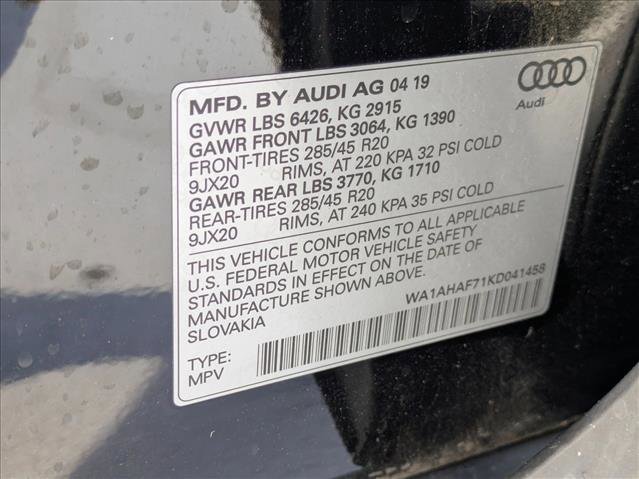 MFD. BY AUDI AG 04 19
Audi
GVWR LBS 6426, KG 2915
GAWR FRONT LBS 3064, KG 1390
FRONT-TIRES 285/45 R20
9JX20 RIMS, AT 220 KPA 32 PSI COLD
GAWR REAR LBS 3770, KG 1710
REAR-TIRES 285/45 R20
9JX20 RIMS, AT 240 KPA 35 PSI COLD
THIS VEHICLE CONFORMS TO ALL APPLICABLE
U.S. FEDERAL MOTOR VEHICLE SAFETY
STANDARDS IN EFFECT ON THE DATE OF
MANUFACTURE SHOWN ABOVE.
SLOVAKIA
WA1AHAF71KD041458
TYPE:
MPV